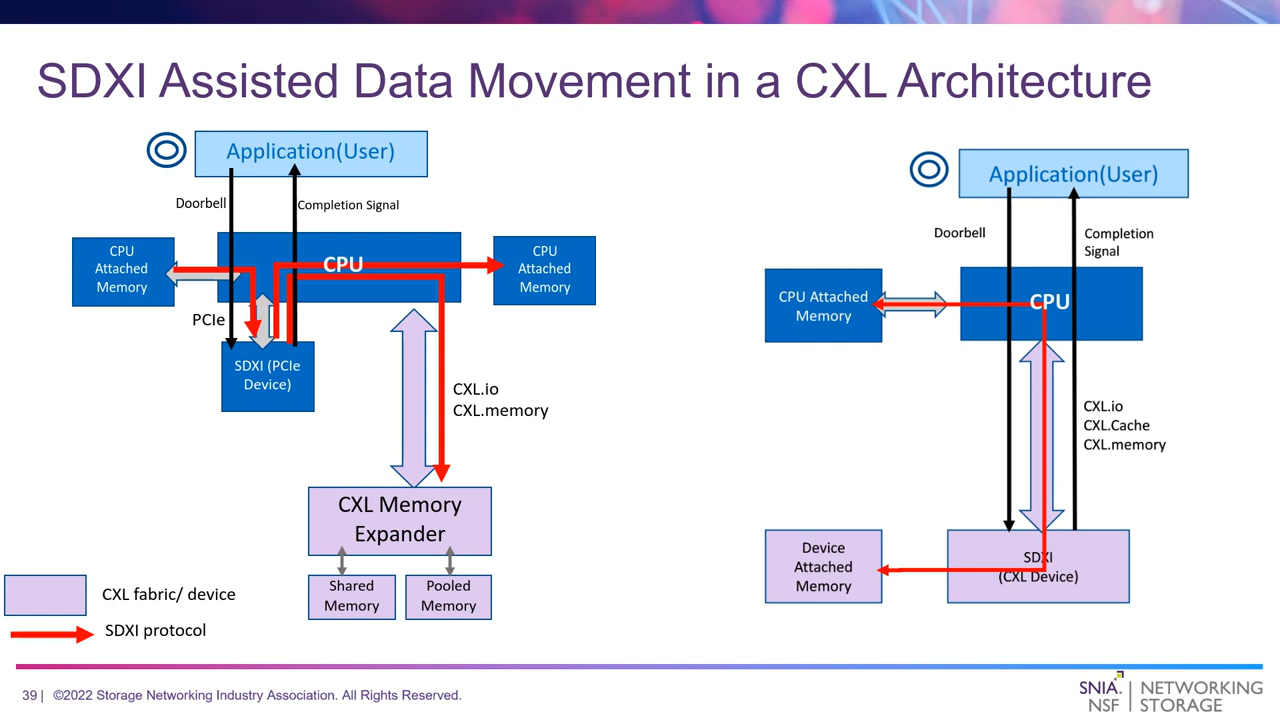 SDXI Assisted Data Movement in a CXL Architecture
Application(User)
Doorbell
Completion Signal
CPU
Attached
Memory
CPU
CPU
Attached
Memory
PCIe
SDXI (PCIe
Device)
CXL.io
CXL.memory
CXL Memory
Expander
Shared
Memory
Pooled
Memory
CXL fabric/ device
SDXI protocol
Application(User)
Doorbell
Completion
Signal
CPU Attached
Memory
CPU
CXL.io
CXL.Cache
CXL.memory
Device
Attached
Memory
SDXI
(CXL Device)
39 | ©2022 Storage Networking Industry Association. All Rights Reserved.
SNIA. | NETWORKING
NSF | STORAGE